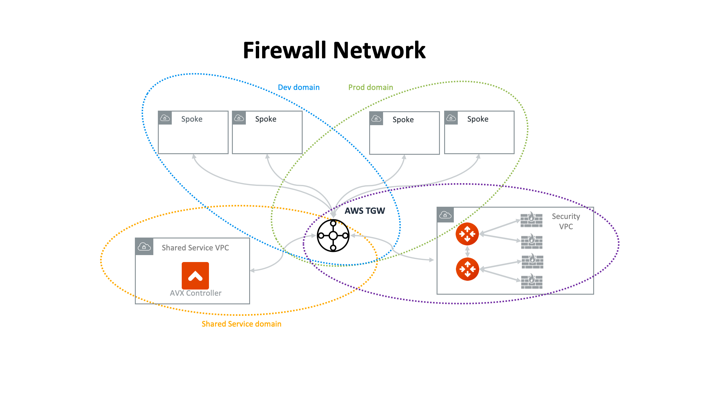 Firewall Network
Dev domain
Prod domain
Spoke
Spoke
Spoke
Spoke
AWS TGW
Security
VPC
Shared Service VPC
AVX Controller
Shared Service domain